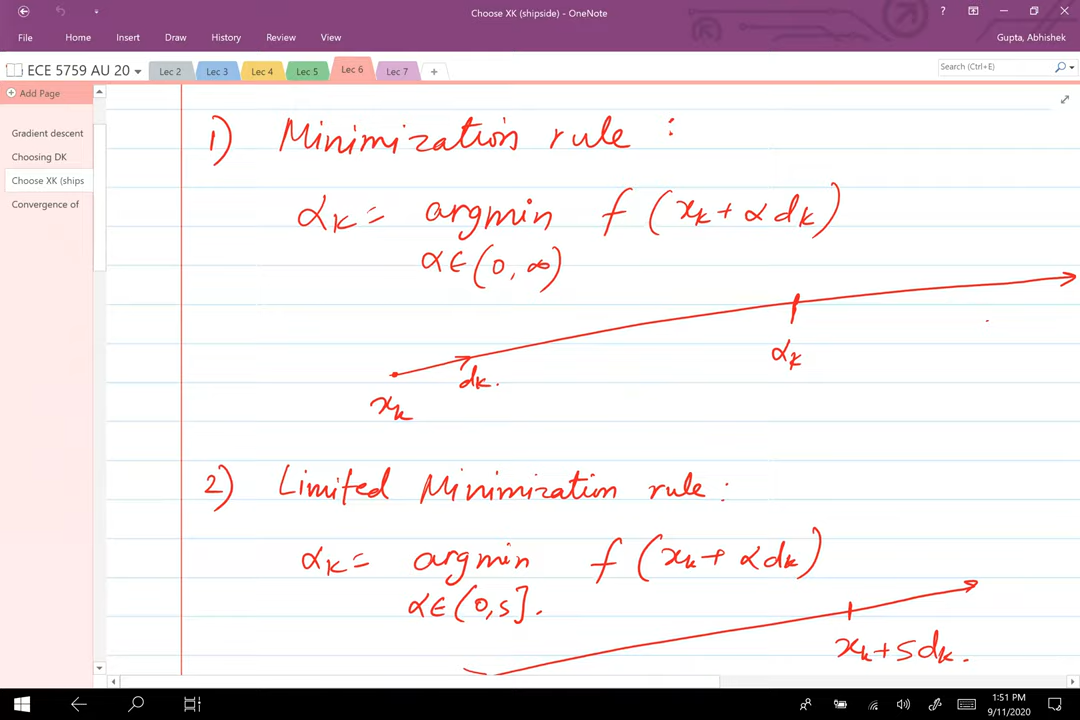 Choose XK (shipside) - OneNote
File Home Insert Draw History Review View
Gupta, Abhishek
ECE 5759 AU 20
Lec 2 Lec 3 Lec 4 Lec 5 Lec 6 Lec 7
Search (Ctrl+E)
Add Page
Gradient descent
Choosing DK
Choose XK (ships
Convergence of
1) Minimization rule :
αk = argmin f (xk + α dk)
α∈(0, ∞)
αk
dk.
xk
2) Limited Minimization rule :
αk = argmin f (xk + α dk)
α∈(0, s].
xk + s dk.
1:51 PM
9/11/2020